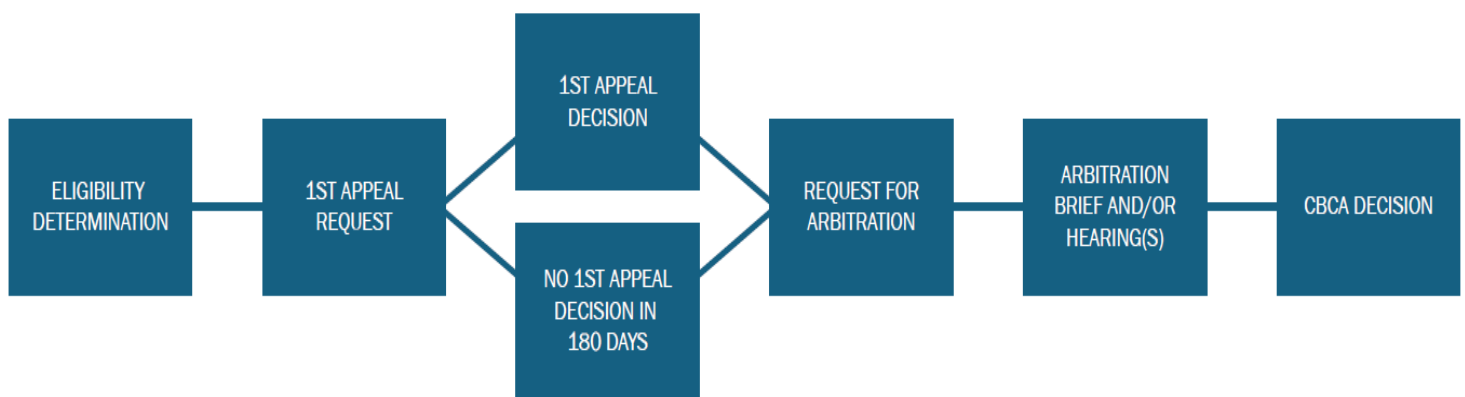 ELIGIBILITY
DETERMINATION
1ST APPEAL
REQUEST
1ST APPEAL
DECISION
NO 1ST APPEAL
DECISION IN
180 DAYS
REQUEST FOR
ARBITRATION
ARBITRATION
BRIEF AND/OR
HEARING(S)
CBCA DECISION